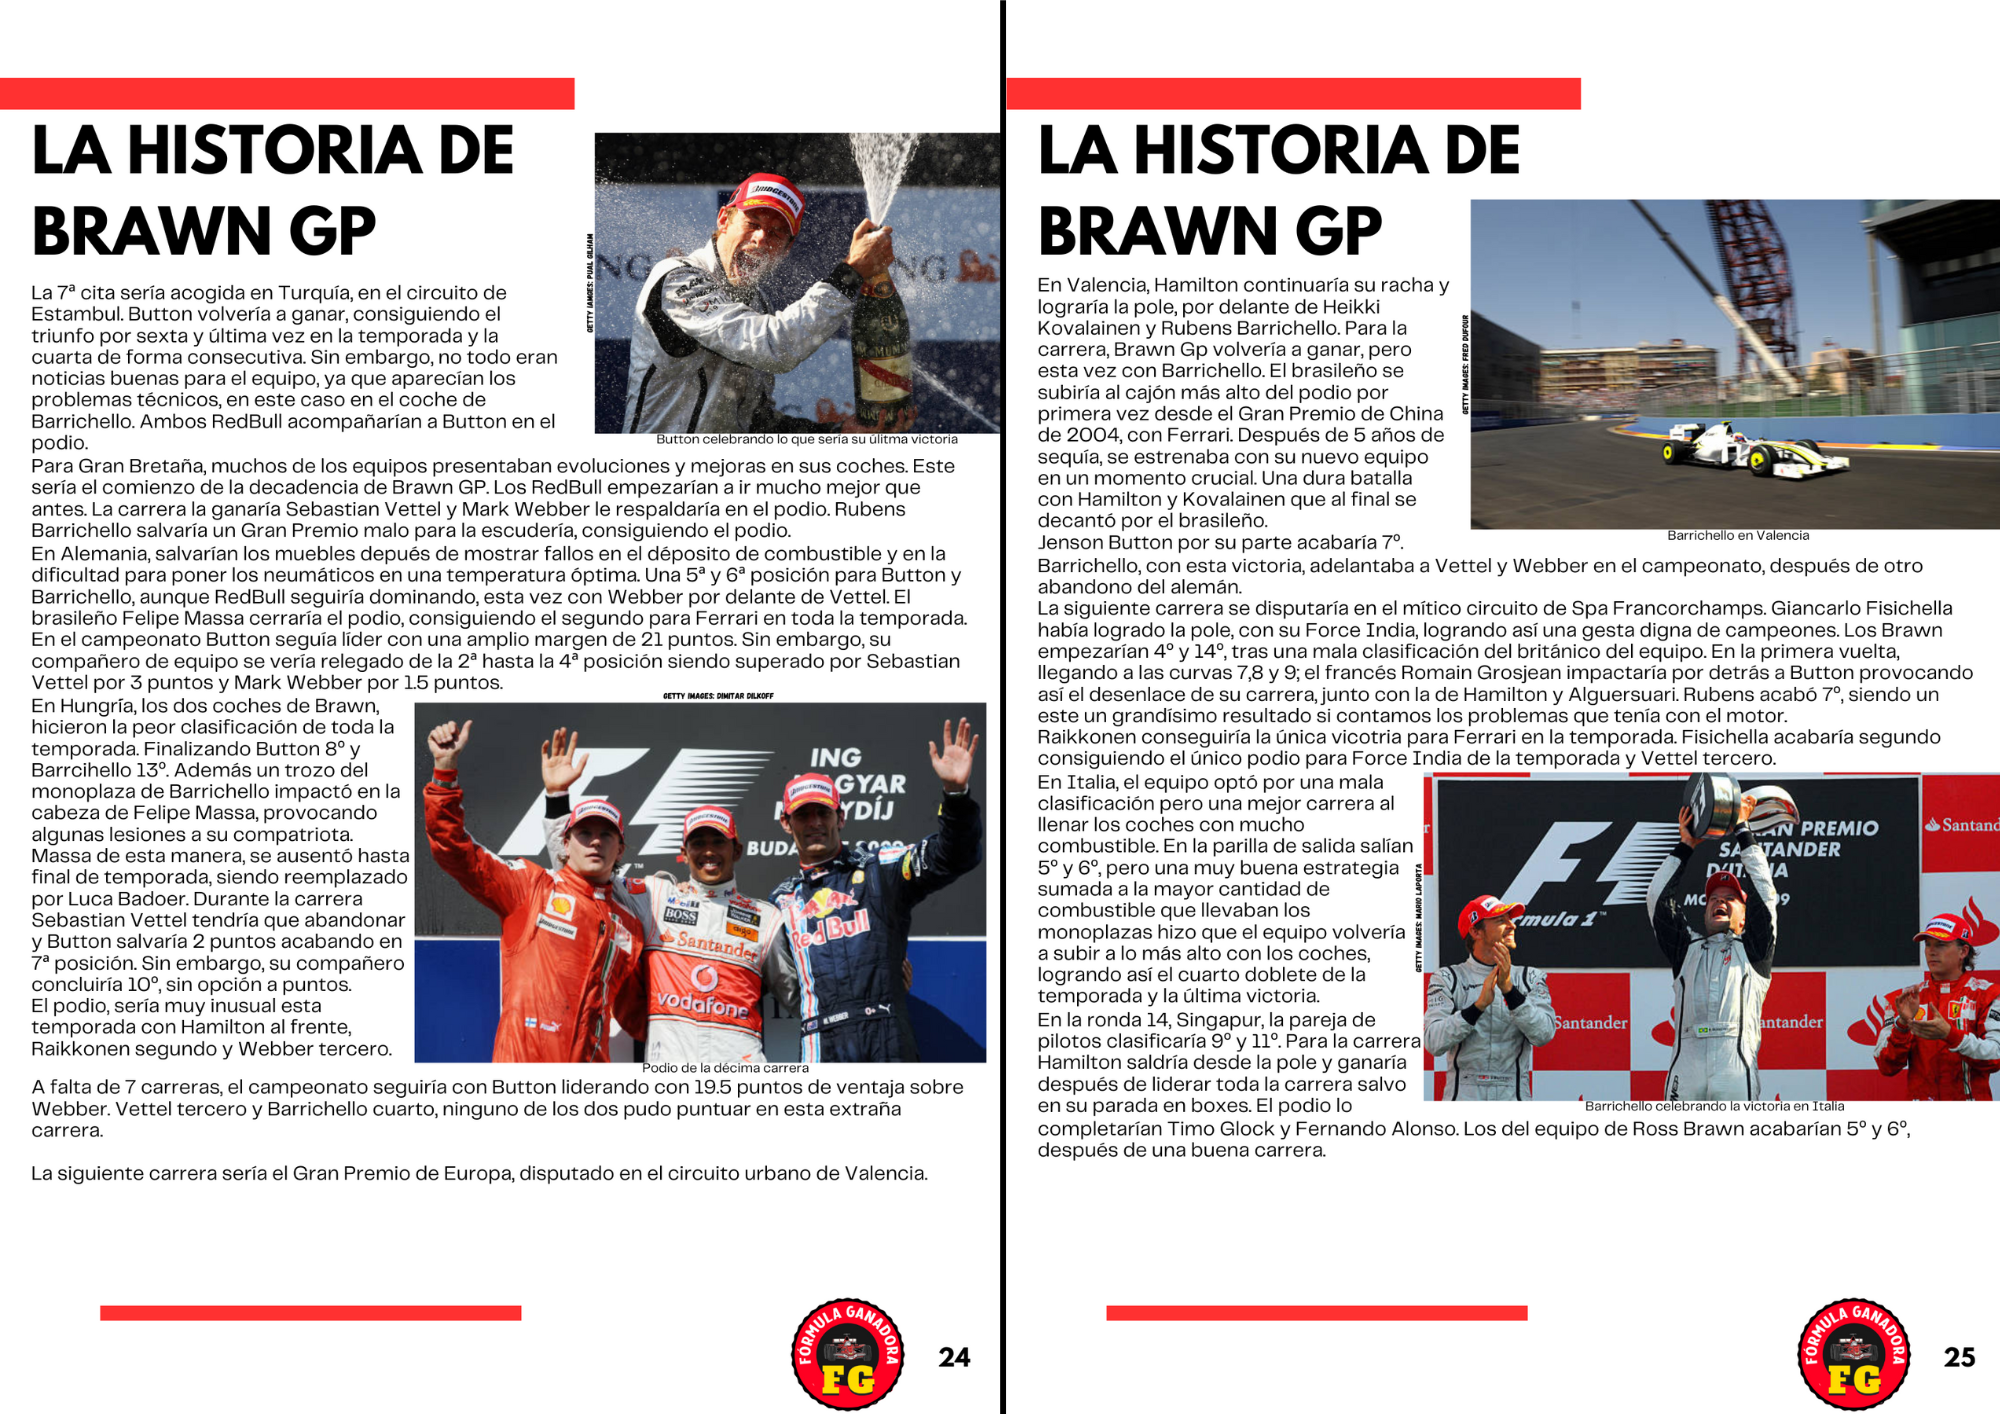 LA HISTORIA DE
BRAWN GP
La 7ª cita sería acogida en Turquía, en el circuito de
Estambul. Button volvería a ganar, consiguiendo el
triunfo por sexta y última vez en la temporada y la
cuarta de forma consecutiva. Sin embargo, no todo eran
noticias buenas para el equipo, ya que aparecían los
problemas técnicos, en este caso en el coche de
Barrichello. Ambos RedBull acompañarían a Button en el
podio.
GETTY IAMGES: PUAL GILHAM
BRIDGESTONE
Button celebrando lo que sería su úlitma victoria
Para Gran Bretaña, muchos de los equipos presentaban evoluciones y mejoras en sus coches. Este
sería el comienzo de la decadencia de Brawn GP. Los RedBull empezarían a ir mucho mejor que
antes. La carrera la ganaría Sebastian Vettel y Mark Webber le respaldaría en el podio. Rubens
Barrichello salvaría un Gran Premio malo para la escudería, consiguiendo el podio.
En Alemania, salvarían los muebles depués de mostrar fallos en el déposito de combustible y en la
dificultad para poner los neumáticos en una temperatura óptima. Una 5ª y 6ª posición para Button y
Barrichello, aunque RedBull seguiría dominando, esta vez con Webber por delante de Vettel. El
brasileño Felipe Massa cerraría el podio, consiguiendo el segundo para Ferrari en toda la temporada.
En el campeonato Button seguía líder con una amplio margen de 21 puntos. Sin embargo, su
compañero de equipo se vería relegado de la 2ª hasta la 4ª posición siendo superado por Sebastian
Vettel por 3 puntos y Mark Webber por 1.5 puntos.
GETTY IMAGES: DIMITAR DILKOFF
En Hungría, los dos coches de Brawn,
hicieron la peor clasificación de toda la
temporada. Finalizando Button 8º y
Barrcihello 13º. Además un trozo del
monoplaza de Barrichello impactó en la
cabeza de Felipe Massa, provocando
algunas lesiones a su compatriota.
Massa de esta manera, se ausentó hasta
final de temporada, siendo reemplazado
por Luca Badoer. Durante la carrera
Sebastian Vettel tendría que abandonar
y Button salvaría 2 puntos acabando en
7ª posición. Sin embargo, su compañero
concluiría 10º, sin opción a puntos.
El podio, sería muy inusual esta
temporada con Hamilton al frente,
Raikkonen segundo y Webber tercero.
ING
BOSS
Santander
vodafone
Red Bull
Podio de la décima carrera
A falta de 7 carreras, el campeonato seguiría con Button liderando con 19.5 puntos de ventaja sobre
Webber. Vettel tercero y Barrichello cuarto, ninguno de los dos pudo puntuar en esta extraña
carrera.
La siguiente carrera sería el Gran Premio de Europa, disputado en el circuito urbano de Valencia.
FÓRMULA GANADORA
FG
24
LA HISTORIA DE
BRAWN GP
En Valencia, Hamilton continuaría su racha y
lograría la pole, por delante de Heikki
Kovalainen y Rubens Barrichello. Para la
carrera, Brawn Gp volvería a ganar, pero
esta vez con Barrichello. El brasileño se
subiría al cajón más alto del podio por
primera vez desde el Gran Premio de China
de 2004, con Ferrari. Después de 5 años de
sequía, se estrenaba con su nuevo equipo
en un momento crucial. Una dura batalla
con Hamilton y Kovalainen que al final se
decantó por el brasileño.
Jenson Button por su parte acabaría 7º.
GETTY IMAGES: FRED DUFOUR
Barrichello en Valencia
Barrichello, con esta victoria, adelantaba a Vettel y Webber en el campeonato, después de otro
abandono del alemán.
La siguiente carrera se disputaría en el mítico circuito de Spa Francorchamps. Giancarlo Fisichella
había logrado la pole, con su Force India, logrando así una gesta digna de campeones. Los Brawn
empezarían 4º y 14º, tras una mala clasificación del británico del equipo. En la primera vuelta,
llegando a las curvas 7,8 y 9; el francés Romain Grosjean impactaría por detrás a Button provocando
así el desenlace de su carrera, junto con la de Hamilton y Alguersuari. Rubens acabó 7º, siendo un
este un grandísimo resultado si contamos los problemas que tenía con el motor.
Raikkonen conseguiría la única vicotria para Ferrari en la temporada. Fisichella acabaría segundo
consiguiendo el único podio para Force India de la temporada y Vettel tercero.
En Italia, el equipo optó por una mala
clasificación pero una mejor carrera al
llenar los coches con mucho
combustible. En la parilla de salida salían
5º y 6º, pero una muy buena estrategia
sumada a la mayor cantidad de
combustible que llevaban los
monoplazas hizo que el equipo volvería
a subir a lo más alto con los coches,
logrando así el cuarto doblete de la
temporada y la última victoria.
En la ronda 14, Singapur, la pareja de
pilotos clasificaría 9º y 11º. Para la carrera
Hamilton saldría desde la pole y ganaría
después de liderar toda la carrera salvo
en su parada en boxes. El podio lo
GETTY IMAGES: MARIO LAPORTA
PREMIO
Santander
Barrichello celebrando la victoria en Italia
completarían Timo Glock y Fernando Alonso. Los del equipo de Ross Brawn acabarían 5º y 6º,
después de una buena carrera.
FÓRMULA GANADORA
FG
25